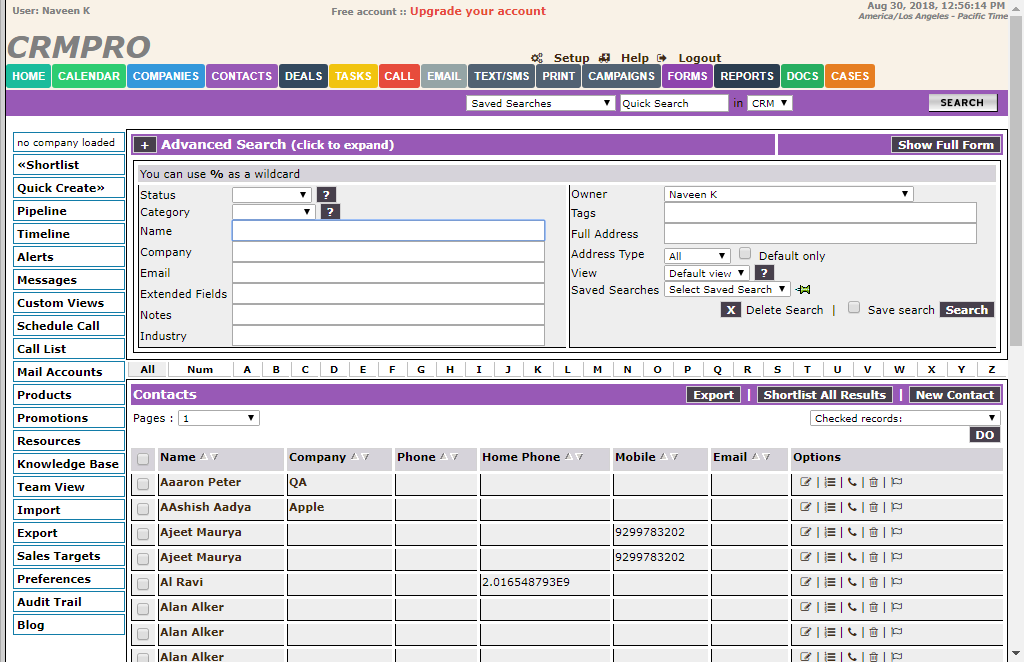 User: Naveen K
Free account :: Upgrade your account
Aug 30, 2018, 12:56:14 PM
America/Los Angeles - Pacific Time
CRMPRO
Setup Help Logout
HOME CALENDAR COMPANIES CONTACTS DEALS TASKS CALL EMAIL TEXT/SMS PRINT CAMPAIGNS FORMS REPORTS DOCS CASES
Saved Searches Quick Search in CRM SEARCH
no company loaded
«Shortlist
Quick Create»
Pipeline
Timeline
Alerts
Messages
Custom Views
Schedule Call
Call List
Mail Accounts
Products
Promotions
Resources
Knowledge Base
Team View
Import
Export
Sales Targets
Preferences
Audit Trail
Blog
+ Advanced Search (click to expand) Show Full Form
You can use % as a wildcard
Status ?
Category ?
Name
Company
Email
Extended Fields
Notes
Industry
Owner Naveen K
Tags
Full Address
Address Type All Default only
View Default view ?
Saved Searches Select Saved Search
X Delete Search | Save search Search
All Num A B C D E F G H I J K L M N O P Q R S T U V W X Y Z
Contacts Export | Shortlist All Results | New Contact
Pages : 1 Checked records:
DO
Name Company Phone Home Phone Mobile Email Options
Aaaron Peter QA | | | |
AAshish Aadya Apple | | | |
Ajeet Maurya 9299783202 | | | |
Ajeet Maurya 9299783202 | | | |
Al Ravi 2.016548793E9 | | | |
Alan Alker | | | |
Alan Alker | | | |
Alan Alker | | | |